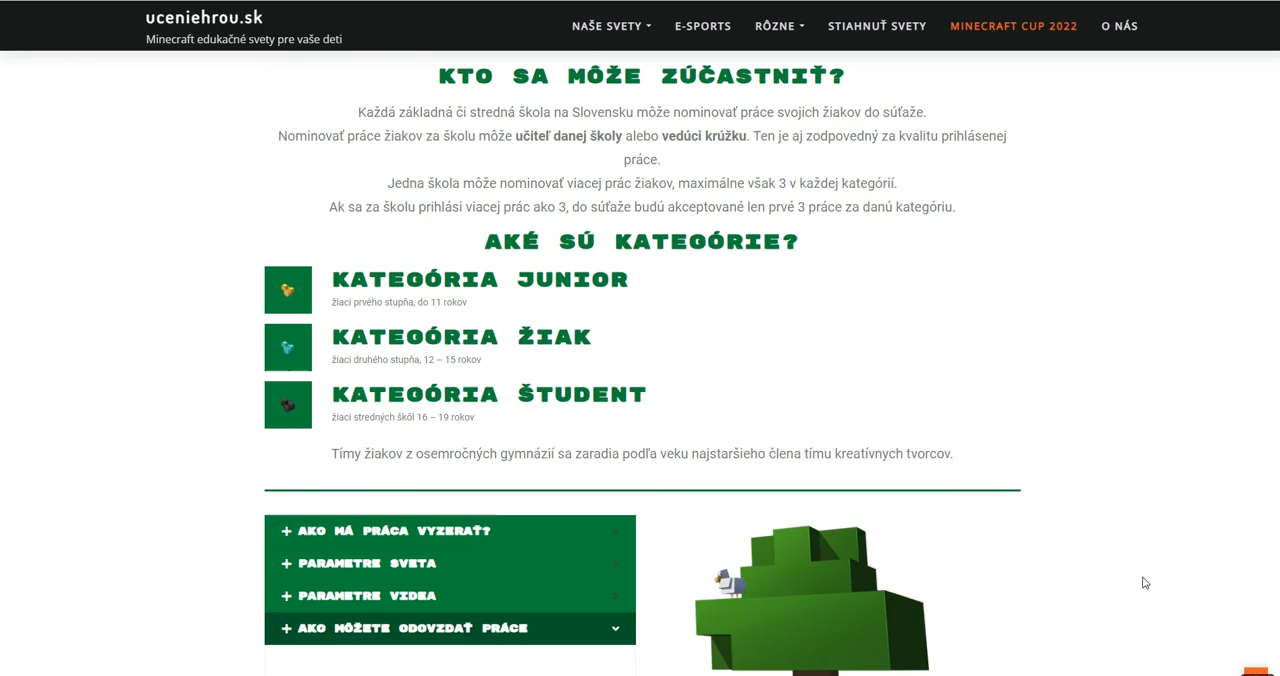 uceniehrou.sk
Minecraft edukačné svety pre vaše deti
NAŠE SVETY E-SPORTS RÔZNE STIAHNUŤ SVETY MINECRAFT CUP 2022 O NÁS
KTO SA MÔŽE ZÚČASTNIŤ?
Každá základná či stredná škola na Slovensku môže nominovať práce svojich žiakov do súťaže.
Nominovať práce žiakov za školu môže učiteľ danej školy alebo vedúci krúžku. Ten je aj zodpovedný za kvalitu prihlásenej
práce.
Jedna škola môže nominovať viacej prác žiakov, maximálne však 3 v každej kategórií.
Ak sa za školu prihlási viacej prác ako 3, do súťaže budú akceptované len prvé 3 práce za danú kategóriu.
AKÉ SÚ KATEGÓRIE?
KATEGÓRIA JUNIOR
žiaci prvého stupňa, do 11 rokov
KATEGÓRIA ŽIAK
žiaci druhého stupňa, 12 – 15 rokov
KATEGÓRIA ŠTUDENT
žiaci stredných škôl 16 – 19 rokov
Tímy žiakov z osemročných gymnázií sa zaradia podľa veku najstaršieho člena tímu kreatívnych tvorcov.
+ AKO MÁ PRÁCA VYZERAŤ?
+ PARAMETRE SVETA
+ PARAMETRE VIDEA
+ AKO MÔŽETE ODOVZDAŤ PRÁCE